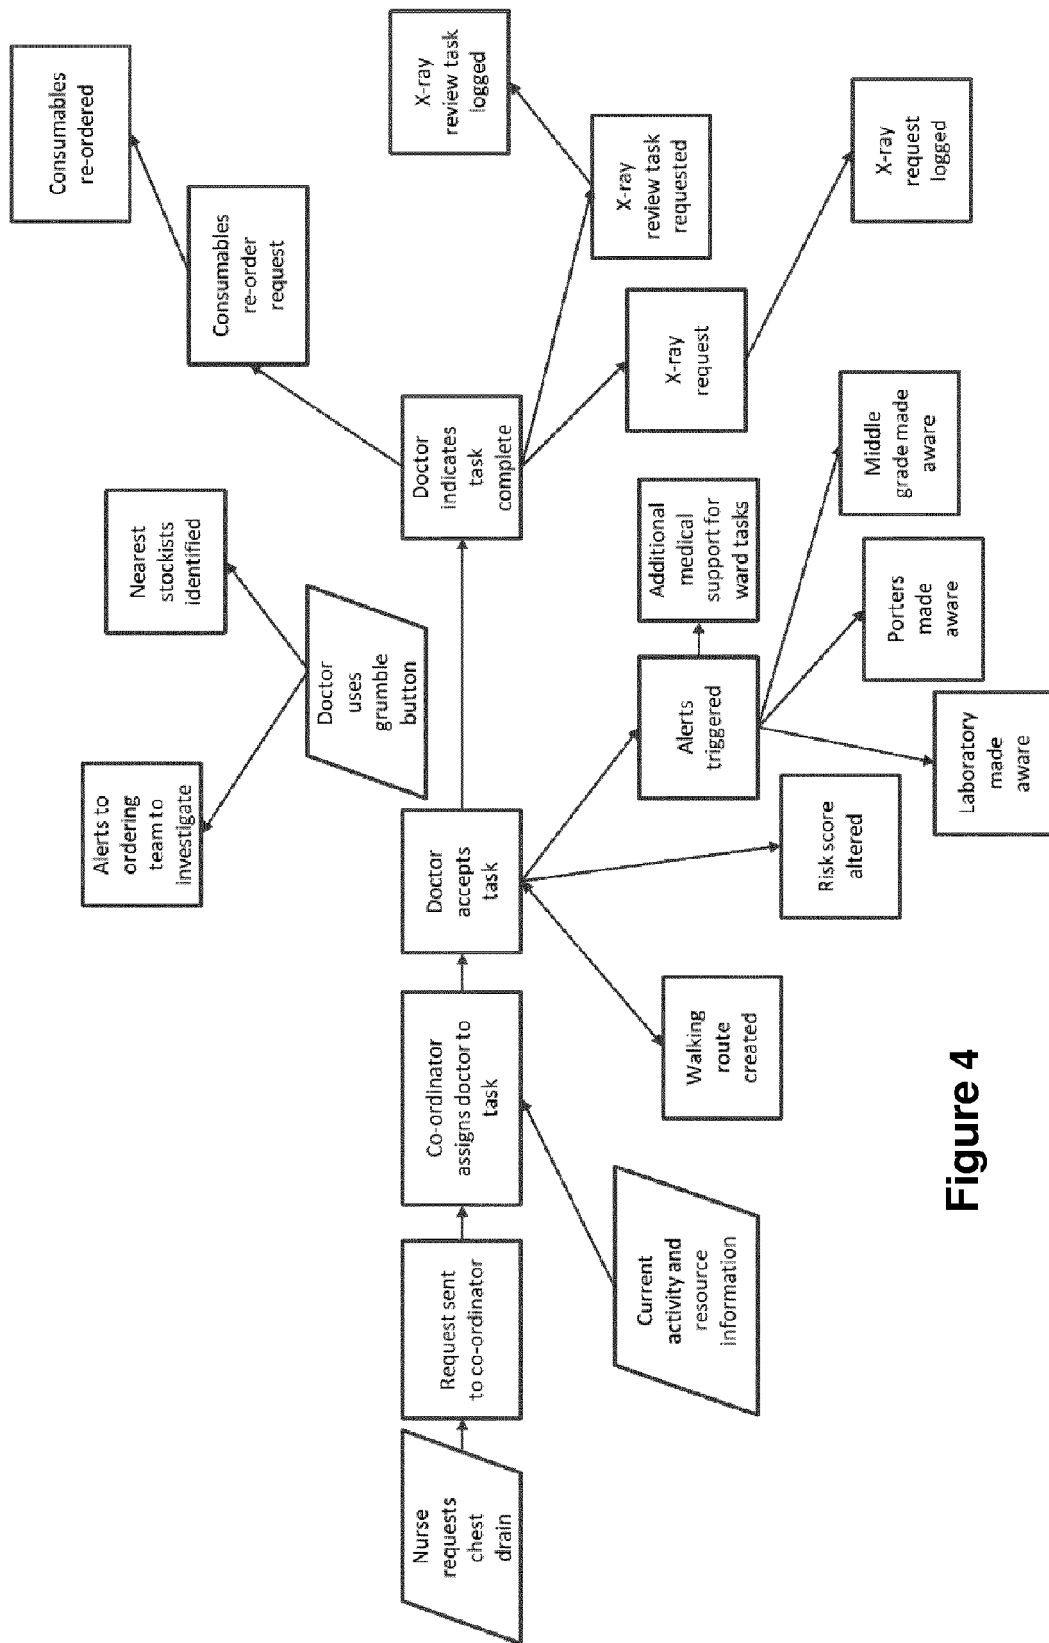 Nurse
requests
chest
drain
Request sent
to co-ordinator
Co-ordinator
assigns doctor to
task
Current
activity and
resource
information
Doctor
accepts
task
Walking
route
created
Risk score
altered
Alerts
triggered
Additional
medical
support for
ward tasks
Laboratory
made
aware
Porters
made
aware
Middle
grade made
aware
Alerts to
ordering
team to
investigate
Doctor
uses
grumble
button
Nearest
stockists
identified
Doctor
indicates
task
complete
Consumables
re-order
request
Consumables
re-ordered
X-ray
review task
requested
X-ray
review task
logged
X-ray
request
X-ray
request
logged
Figure 4